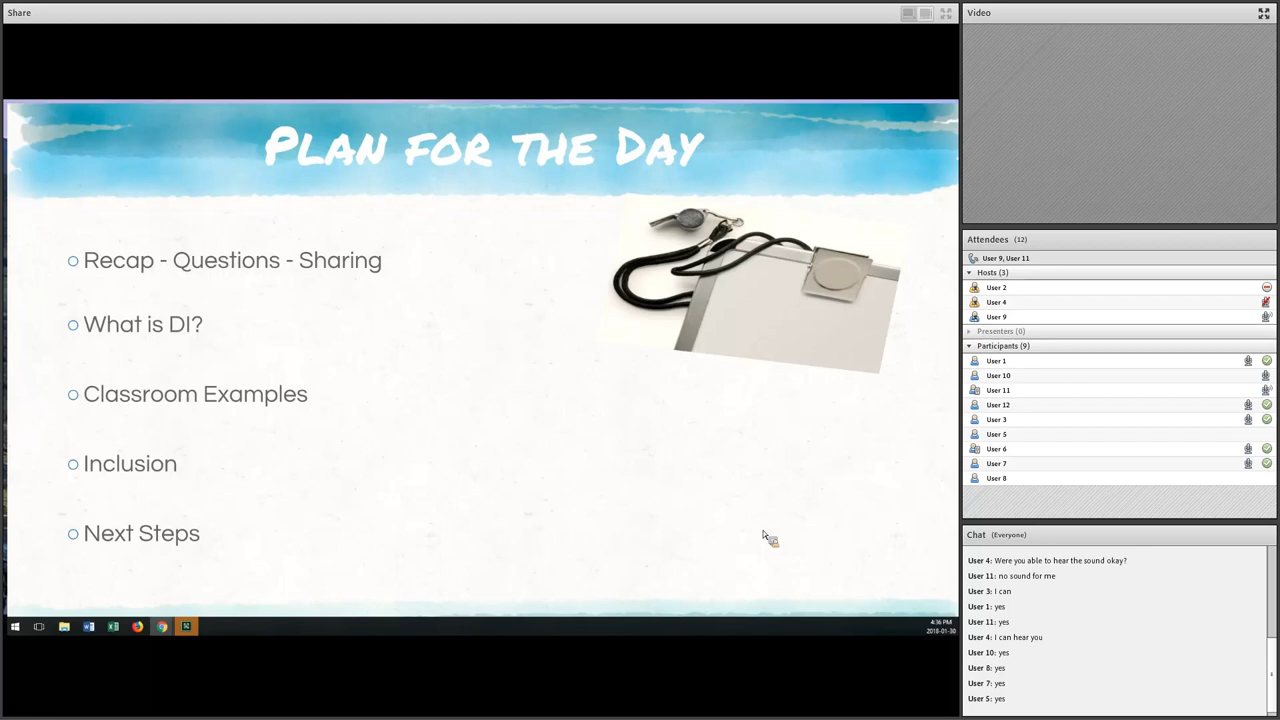 Share
Plan for the Day
Recap - Questions - Sharing
What is DI?
Classroom Examples
Inclusion
Next Steps
4:36 PM
2018-01-30
Video
Attendees (12)
User 9, User 11
Hosts (3)
User 2
User 4
User 9
Presenters (0)
Participants (9)
User 1
User 10
User 11
User 12
User 3
User 5
User 6
User 7
User 8
Chat (Everyone)
User 4: Were you able to hear the sound okay?
User 11: no sound for me
User 3: I can
User 1: yes
User 11: yes
User 4: I can hear you
User 10: yes
User 8: yes
User 7: yes
User 5: yes